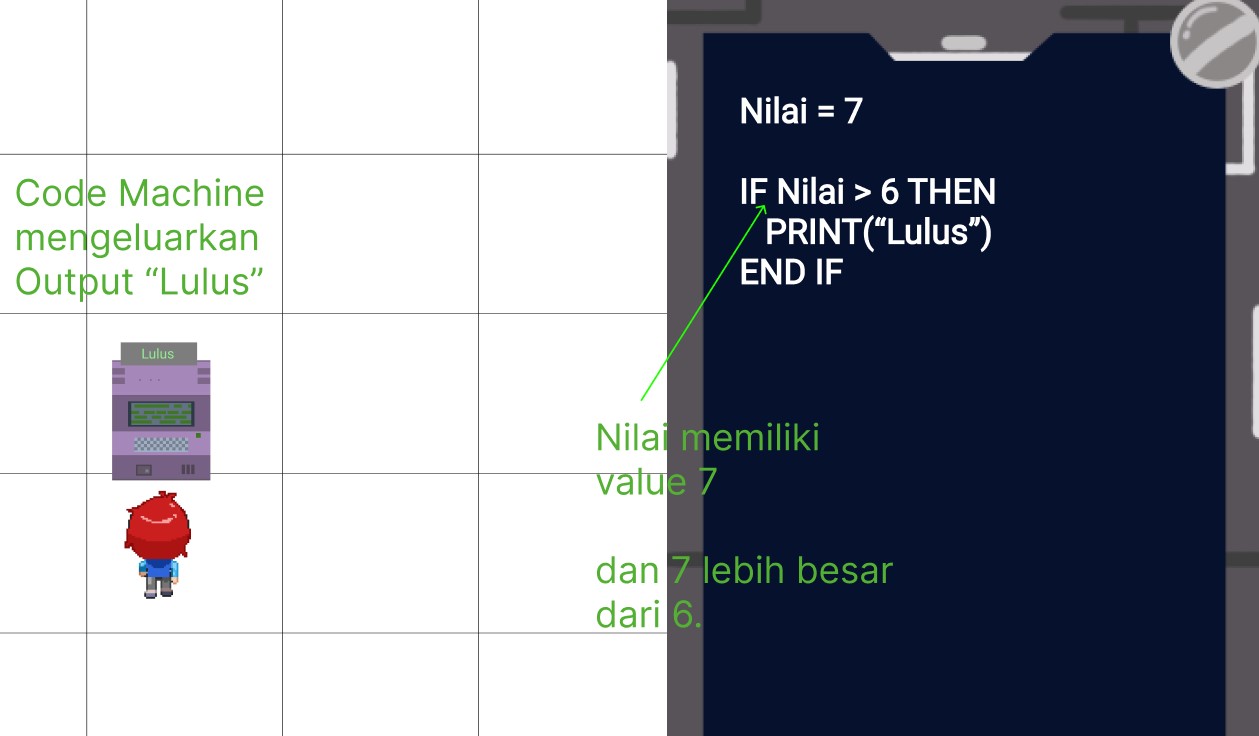 Code Machine
mengeluarkan
Output “Lulus”
Lulus
Nilai = 7
IF Nilai > 6 THEN
PRINT(“Lulus”)
END IF
Nilai memiliki
value 7
dan 7 lebih besar
dari 6.